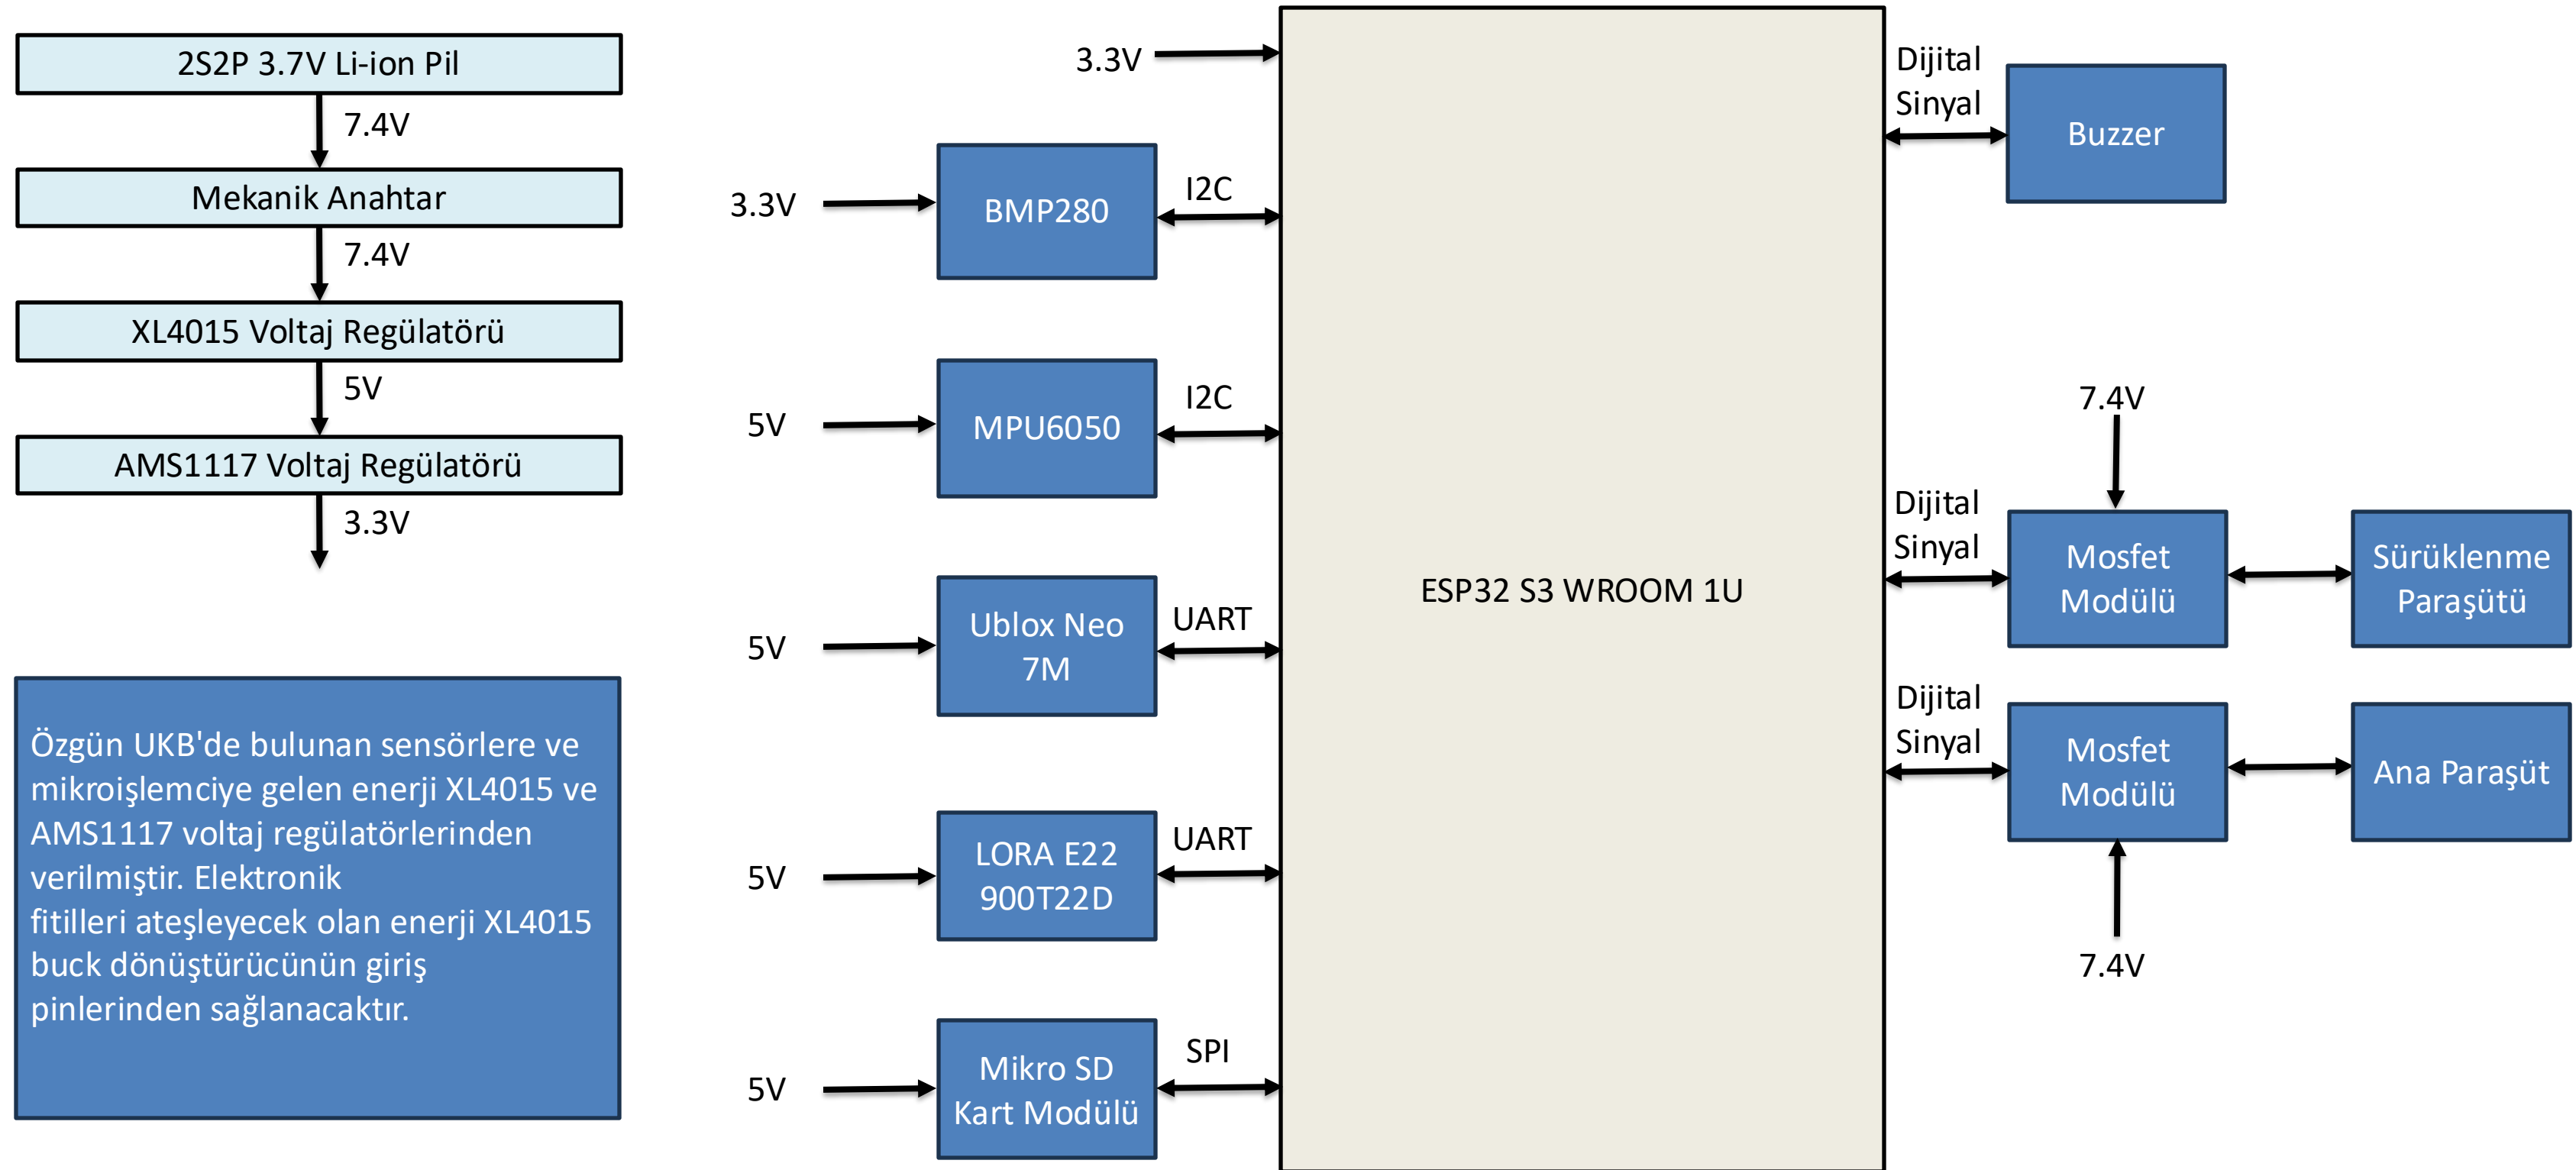 2S2P 3.7V Li-ion Pil
7.4V
Mekanik Anahtar
7.4V
XL4015 Voltaj Regülatörü
5V
AMS1117 Voltaj Regülatörü
3.3V
Özgün UKB'de bulunan sensörlere ve
mikroişlemciye gelen enerji XL4015 ve
AMS1117 voltaj regülatörlerinden
verilmiştir. Elektronik
fitilleri ateşleyecek olan enerji XL4015
buck dönüştürücünün giriş
pinlerinden sağlanacaktır.
3.3V
3.3V
BMP280
I2C
5V
MPU6050
I2C
5V
Ublox Neo
7M
UART
5V
LORA E22
900T22D
UART
5V
Mikro SD
Kart Modülü
SPI
ESP32 S3 WROOM 1U
Dijital
Sinyal
Buzzer
7.4V
Dijital
Sinyal
Mosfet
Modülü
Sürüklenme
Paraşütü
Dijital
Sinyal
Mosfet
Modülü
Ana Paraşüt
7.4V